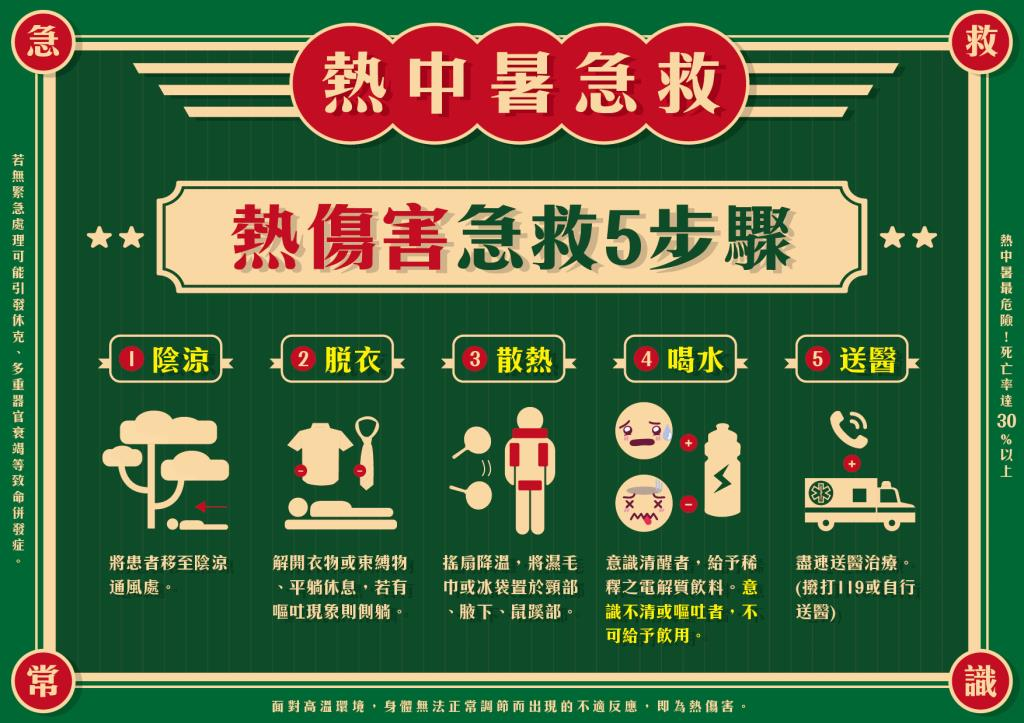 急
救
熱中暑急救
熱傷害急救5步驟
1 陰涼
將患者移至陰涼
通風處。
2 脫衣
解開衣物或束縛物
、平躺休息，若有
嘔吐現象則側躺。
3 散熱
搖扇降溫，將濕毛
巾或冰袋置於頸部
、腋下、鼠蹊部。
4 喝水
意識清醒者，給予稀
釋之電解質飲料。意
識不清或嘔吐者，不
可給予飲用。
5 送醫
盡速送醫治療。
(撥打119或自行
送醫)
若無緊急處理可能引發休克、多重器官衰竭等致命併發症。
熱中暑最危險！死亡率達30%以上
常
識
面對高溫環境，身體無法正常調節而出現的不適反應，即為熱傷害。